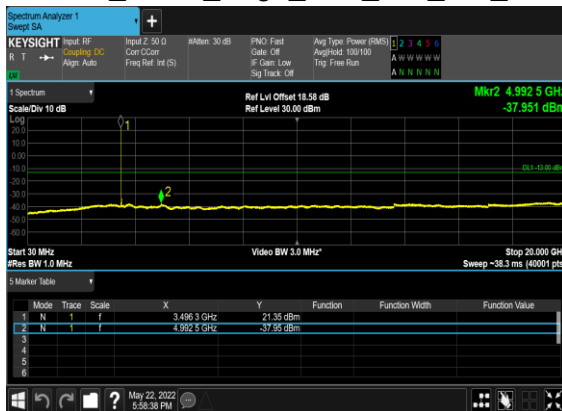 Spectrum Analyzer 1
Swept SA
+
KEYSIGHT Input: RF Input Z: 50 Ω #Atten: 30 dB PNO: Fast Avg Type: Power (RMS) 1 2 3 4 5 6
R T Coupling: DC Corr CCorr Gate: Off Avg|Hold: 100/100 A W W W W W
Align: Auto Freq Ref: Int (S) IF Gain: Low Trig: Free Run
Sig Track: Off A N N N N N
1 Spectrum
Ref Lvl Offset 18.58 dB Mkr2 4.992 5 GHz
Scale/Div 10 dB Ref Level 30.00 dBm -37.951 dBm
Log
20.0
10.0
0.00
-10.0
-20.0
-30.0
-40.0
-50.0
-60.0
1
2
DL1 -13.00 dBm
Start 30 MHz Video BW 3.0 MHz* Stop 20.000 GHz
#Res BW 1.0 MHz Sweep ~38.3 ms (40001 pts)
5 Marker Table
Mode Trace Scale X Y Function Function Width Function Value
1 N 1 f 3.496 3 GHz 21.35 dBm
2 N 1 f 4.992 5 GHz -37.95 dBm
3
4
5
6
? May 22, 2022
5:58:38 PM